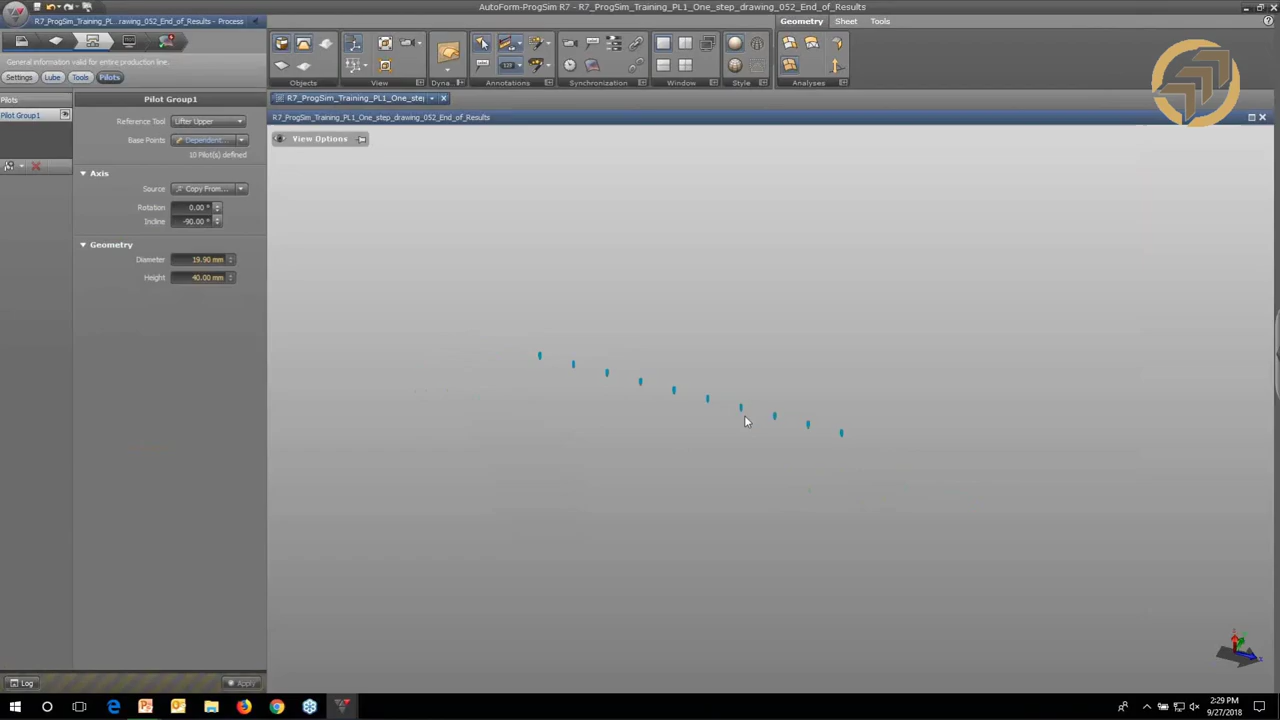 AutoForm-ProgSim R7 - R7_ProgSim_Training_PL1_One_step_drawing_052_End_of_Results
R7_ProgSim_Training_PL...rawing_052_End_of_Results - Process
Geometry
Sheet
Tools
General information valid for entire production line.
Objects
View
Dyna
Annotations
Synchronization
Window
Style
Analyses
Settings
Lube
Tools
Pilots
Pilots
Pilot Group1
R7_ProgSim_Training_PL1_One_step
Pilot Group1
R7_ProgSim_Training_PL1_One_step_drawing_052_End_of_Results
Reference Tool
Lifter Upper
View Options
Base Points
Dependent...
10 Pilot(s) defined
Axis
Source
Copy From...
Rotation
0.00 °
Incline
-90.00 °
Geometry
Diameter
19.90 mm
Height
40.00 mm
Log
Apply
2:29 PM
9/27/2018